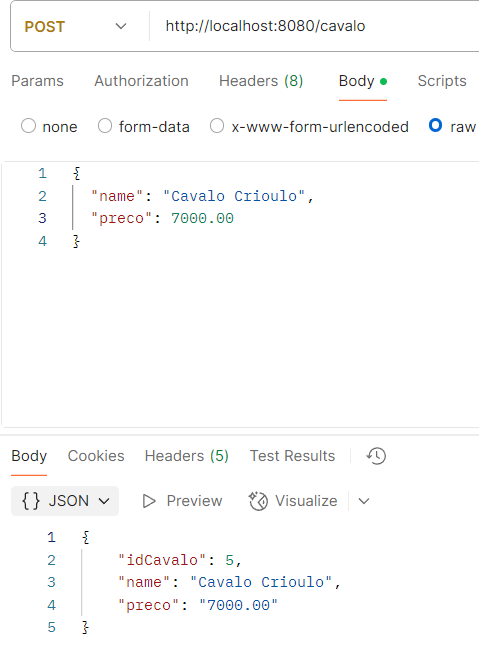 POST http://localhost:8080/cavalo
Params Authorization Headers (8) Body Scripts
none form-data x-www-form-urlencoded raw
1 {
2 "name": "Cavalo Crioulo",
3 "preco": 7000.00
4 }
Body Cookies Headers (5) Test Results
{} JSON Preview Visualize
1 {
2 "idCavalo": 5,
3 "name": "Cavalo Crioulo",
4 "preco": "7000.00"
5 }